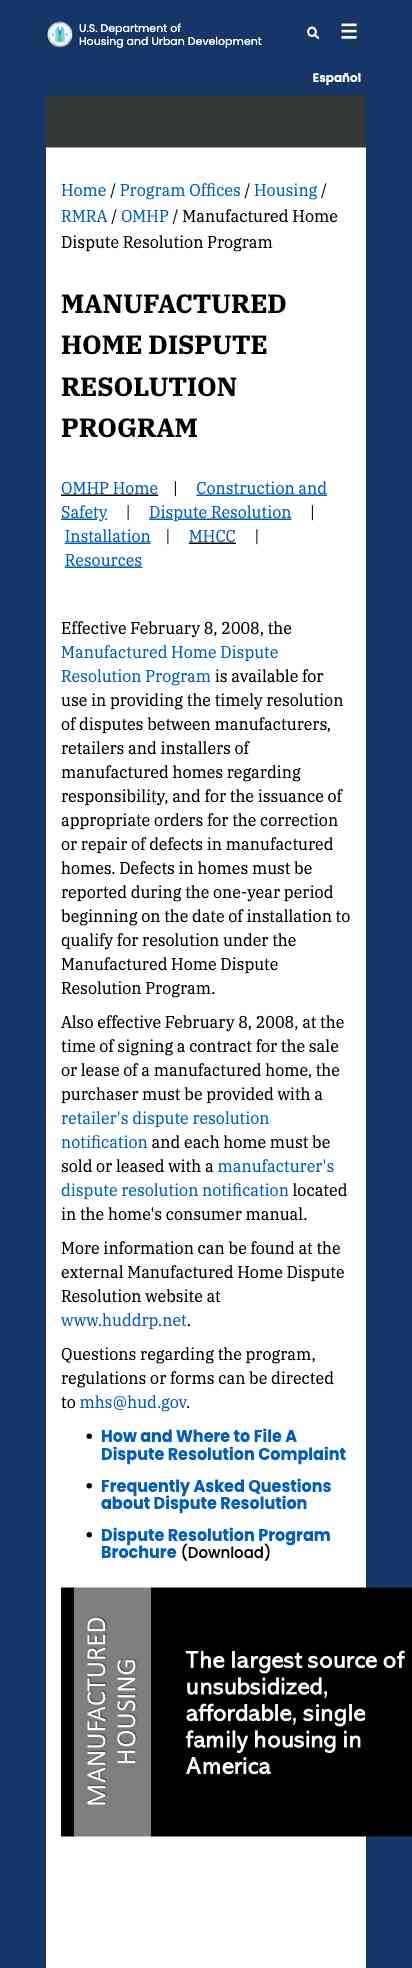 U.S. Department of
Housing and Urban Development
Español
Home / Program Offices / Housing /
RMRA / OMHP / Manufactured Home
Dispute Resolution Program
MANUFACTURED
HOME DISPUTE
RESOLUTION
PROGRAM
OMHP Home | Construction and
Safety | Dispute Resolution |
Installation | MHCC |
Resources
Effective February 8, 2008, the
Manufactured Home Dispute
Resolution Program is available for
use in providing the timely resolution
of disputes between manufacturers,
retailers and installers of
manufactured homes regarding
responsibility, and for the issuance of
appropriate orders for the correction
or repair of defects in manufactured
homes. Defects in homes must be
reported during the one-year period
beginning on the date of installation to
qualify for resolution under the
Manufactured Home Dispute
Resolution Program.
Also effective February 8, 2008, at the
time of signing a contract for the sale
or lease of a manufactured home, the
purchaser must be provided with a
retailer's dispute resolution
notification and each home must be
sold or leased with a manufacturer's
dispute resolution notification located
in the home's consumer manual.
More information can be found at the
external Manufactured Home Dispute
Resolution website at
www.huddrp.net.
Questions regarding the program,
regulations or forms can be directed
to mhs@hud.gov.
• How and Where to File A
Dispute Resolution Complaint
• Frequently Asked Questions
about Dispute Resolution
• Dispute Resolution Program
Brochure (Download)
MANUFACTURED
HOUSING
The largest source of
unsubsidized,
affordable, single
family housing in
America